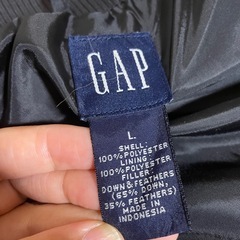 GAP
L
SHELL:
100% POLYESTER
LINING:
100% POLYESTER
FILLER:
DOWN & FEATHERS
(65% DOWN,
35% FEATHERS)
MADE IN
INDONESIA